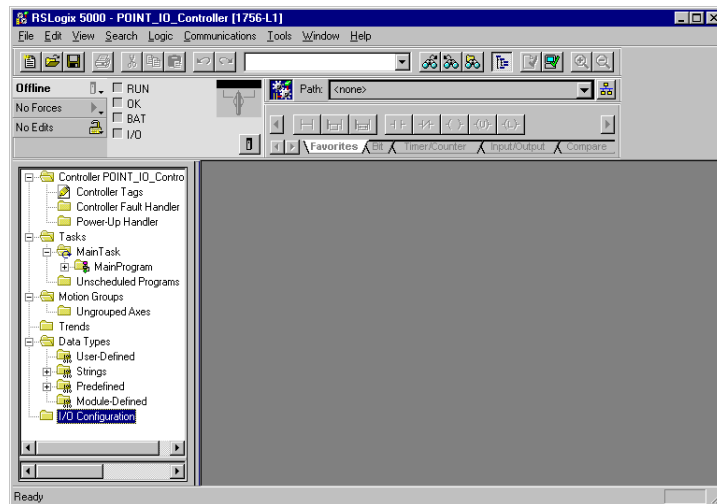 RSLogix 5000 - POINT_IO_Controller [1756-L1]
File Edit View Search Logic Communications Tools Window Help
Offline
RUN
Path: <none>
No Forces
OK
No Edits
BAT
I/O
Favorites Bit Timer/Counter Input/Output Compare
Controller POINT_IO_Contro
Controller Tags
Controller Fault Handler
Power-Up Handler
Tasks
MainTask
MainProgram
Unscheduled Programs
Motion Groups
Ungrouped Axes
Trends
Data Types
User-Defined
Strings
Predefined
Module-Defined
I/O Configuration
Ready